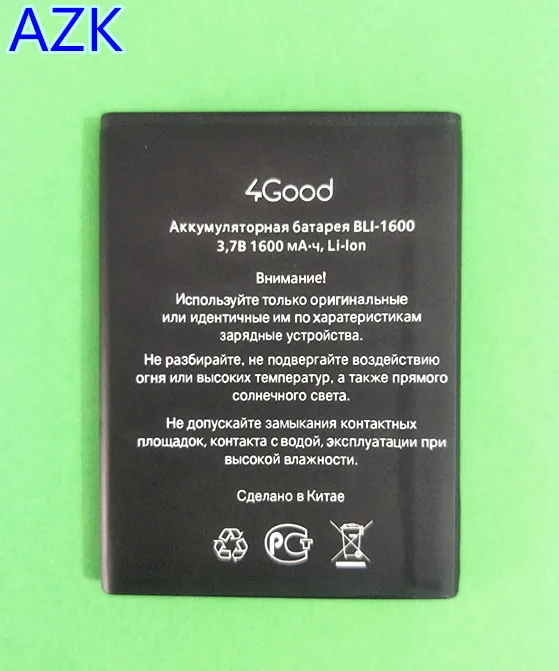 AZK
4Good
Аккумуляторная батарея BLI-1600
3,7В 1600 мА·ч, Li-Ion
Внимание!
Используйте только оригинальные
или идентичные им по харатеристикам
зарядные устройства.
Не разбирайте, не подвергайте воздействию
огня или высоких температур, а также прямого
солнечного света.
Не допускайте замыкания контактных
площадок, контакта с водой, эксплуатации при
высокой влажности.
Сделано в Китае
РСТ